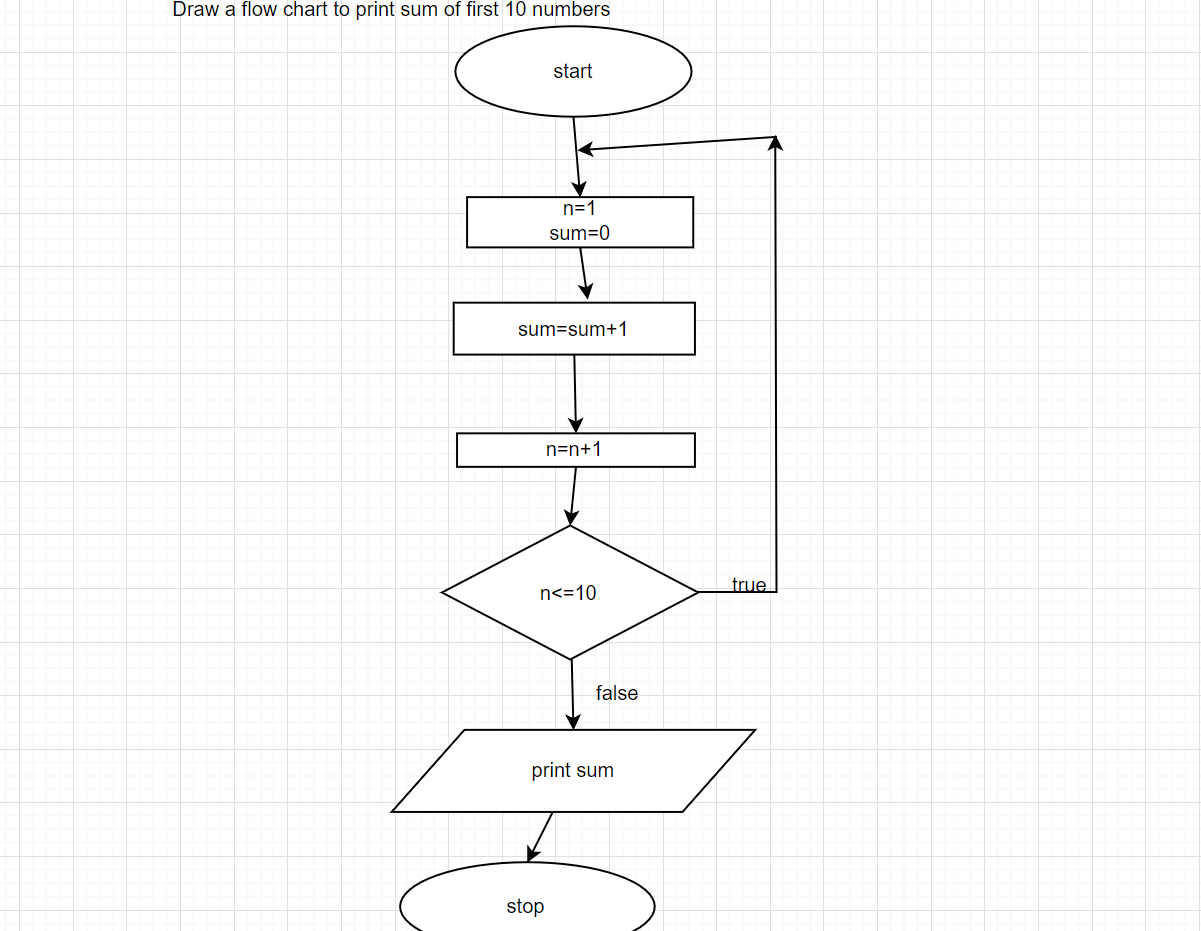 Draw a flow chart to print sum of first 10 numbers
start
n=1
sum=0
sum=sum+1
n=n+1
n<=10
true
false
print sum
stop